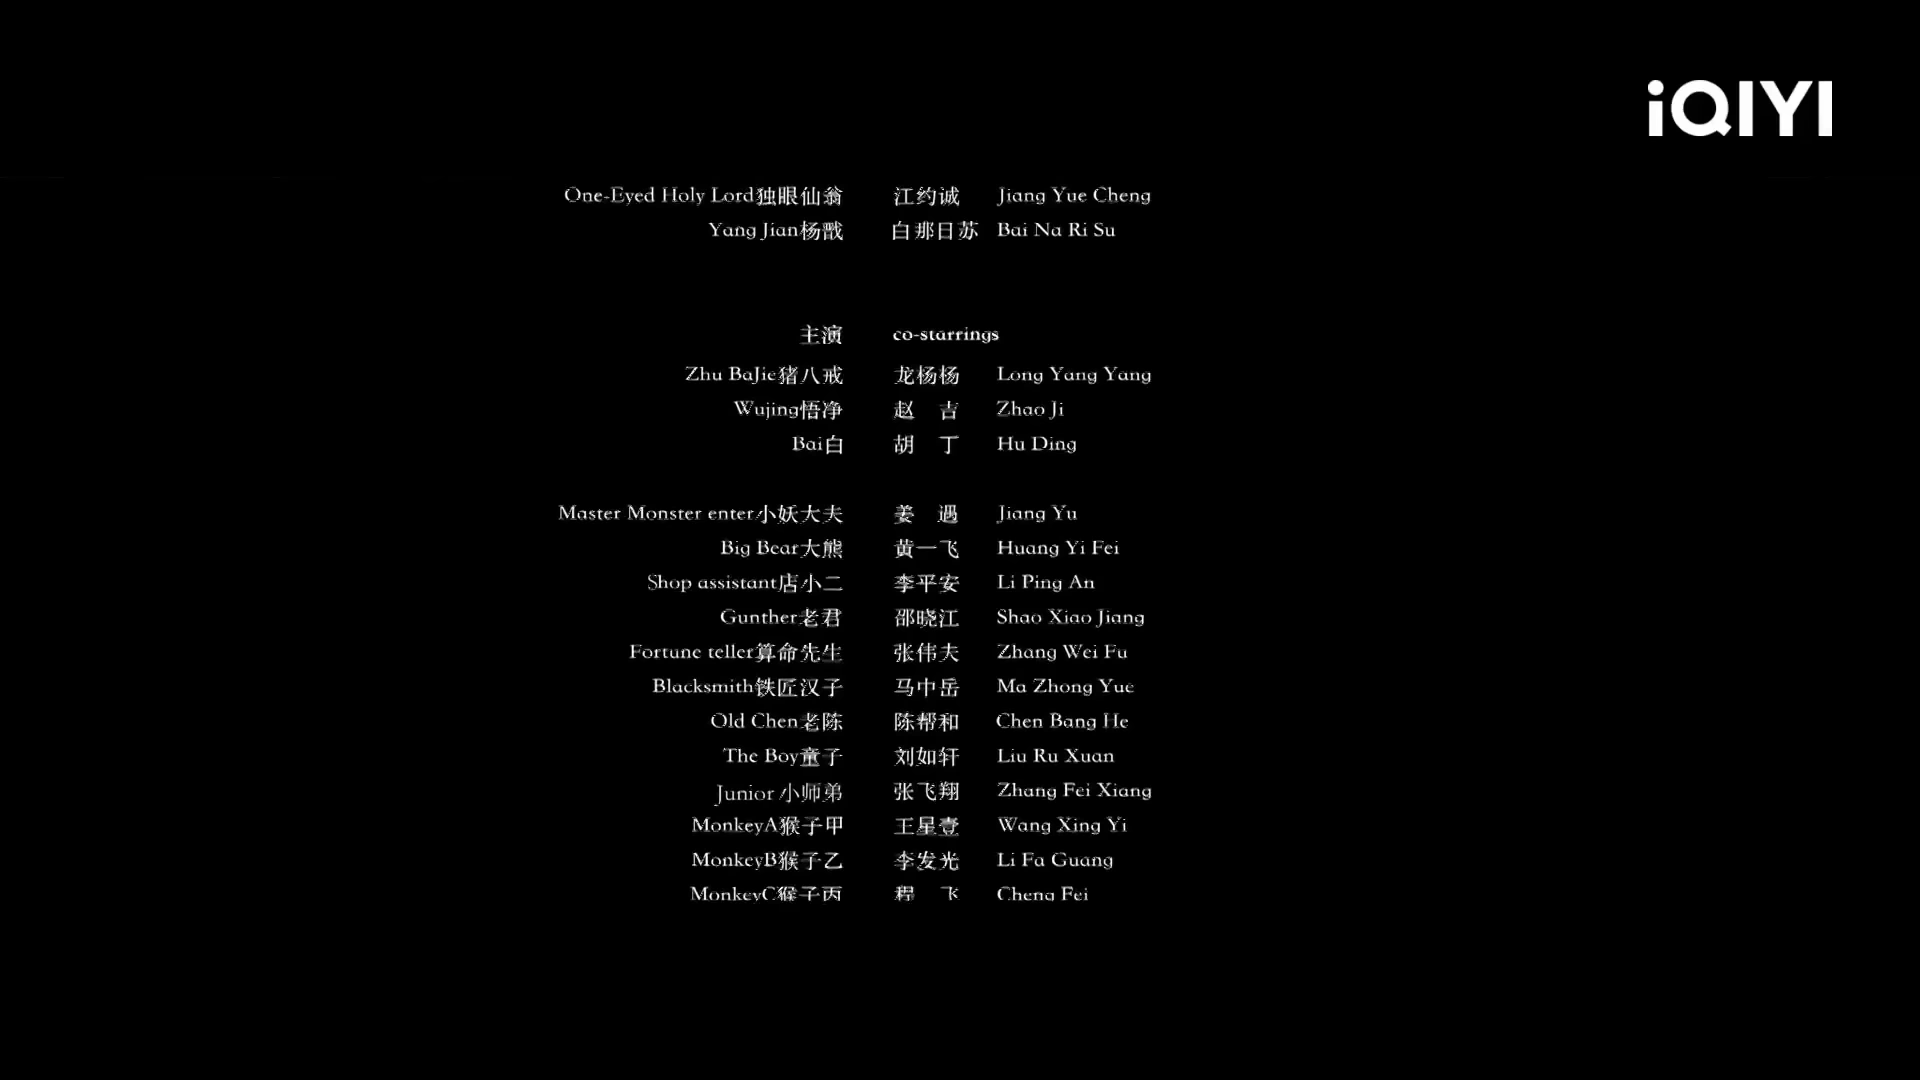 iQIYI
One-Eyed Holy Lord独眼仙翁 江约诚 Jiang Yue Cheng
Yang Jian杨戬 白那日苏 Bai Na Ri Su
主演 co-starrings
Zhu BaJie猪八戒 龙杨杨 Long Yang Yang
Wujing悟净 赵 吉 Zhao Ji
Bai白 胡 丁 Hu Ding
Master Monster enter小妖大夫 姜 遇 Jiang Yu
Big Bear大熊 黄一飞 Huang Yi Fei
Shop assistant店小二 李平安 Li Ping An
Gunther老君 邵晓江 Shao Xiao Jiang
Fortune teller算命先生 张伟夫 Zhang Wei Fu
Blacksmith铁匠汉子 马中岳 Ma Zhong Yue
Old Chen老陈 陈帮和 Chen Bang He
The Boy童子 刘如轩 Liu Ru Xuan
Junior 小师弟 张飞翔 Zhang Fei Xiang
MonkeyA猴子甲 王星壹 Wang Xing Yi
MonkeyB猴子乙 李发光 Li Fa Guang
MonkeyC猴子丙 程 飞 Cheng Fei